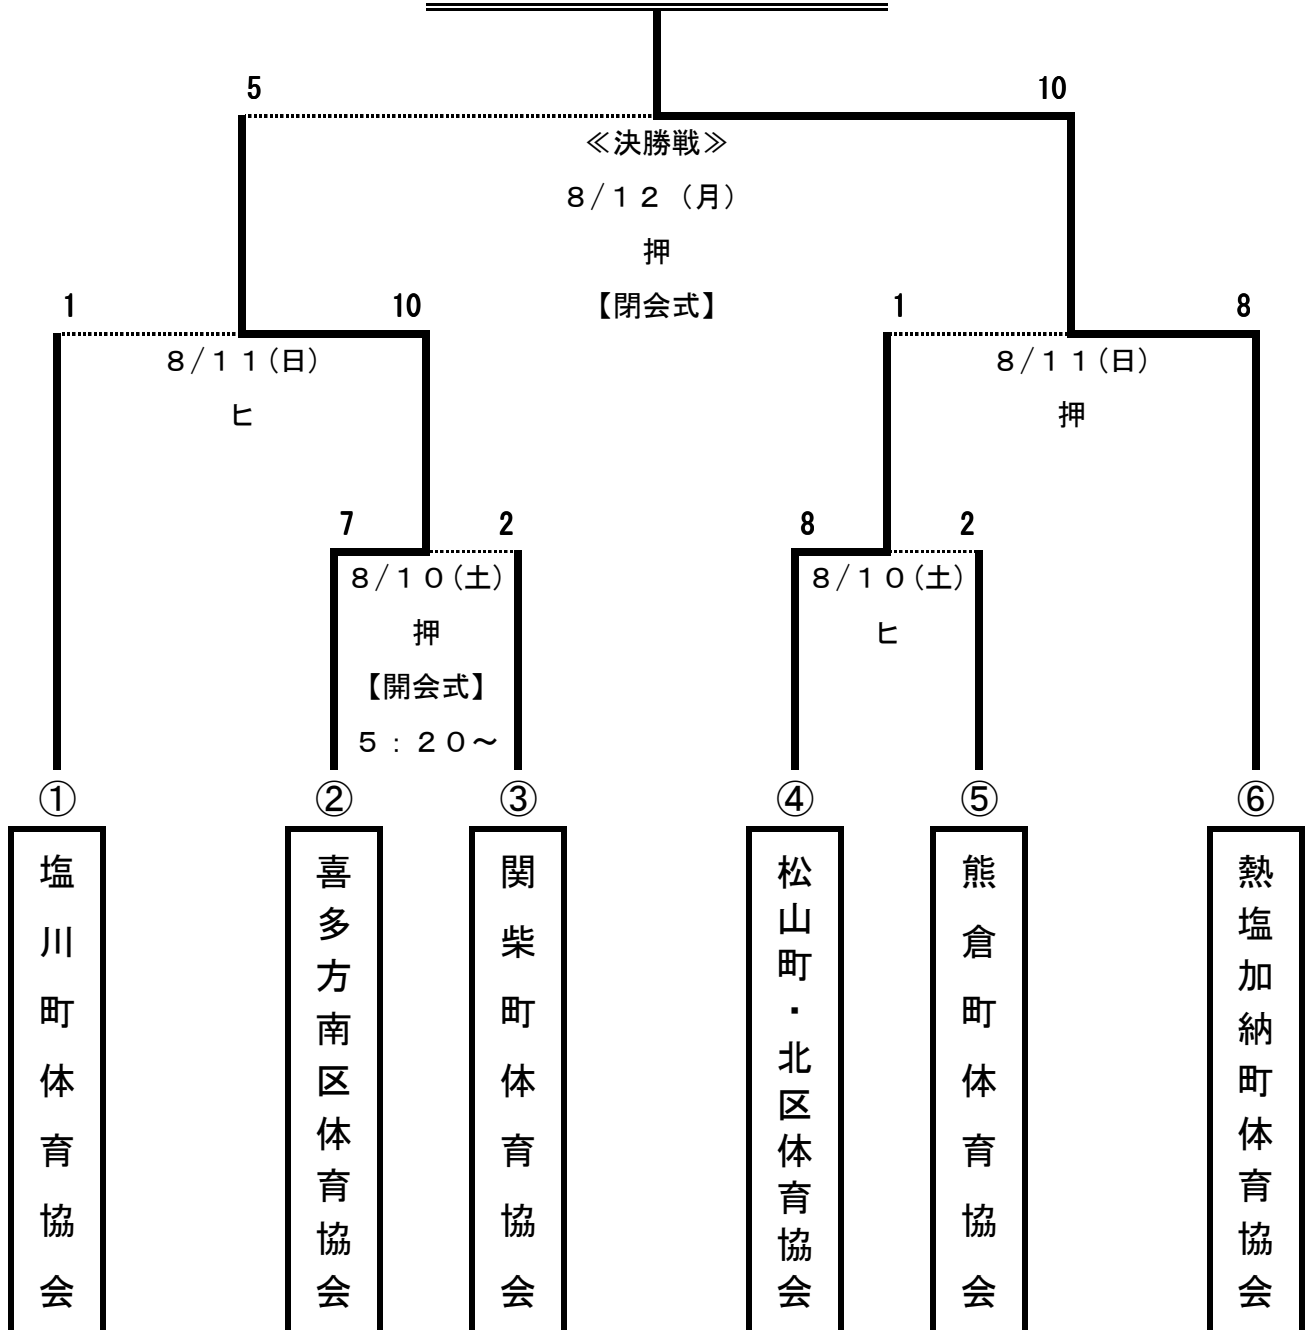 5
10
≪決勝戦≫
8/12（月）
押
【閉会式】
1
10
1
8
8/11(日)
ヒ
8/11(日)
押
7
2
8
2
8/10(土)
押
【開会式】
5：20～
8/10(土)
ヒ
①
②
③
④
⑤
⑥
塩川町体育協会
喜多方南区体育協会
関柴町体育協会
松山町・北区体育協会
熊倉町体育協会
熱塩加納町体育協会